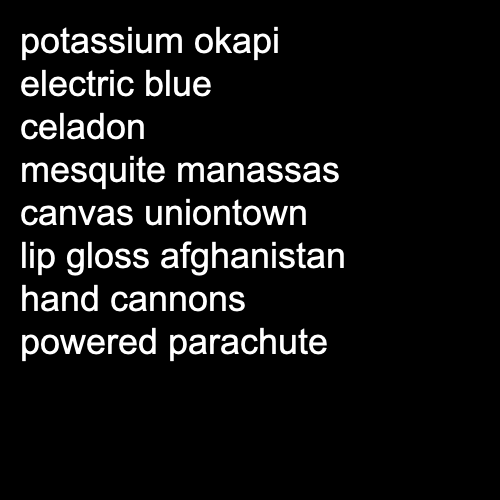 potassium okapi
electric blue
celadon
mesquite manassas
canvas uniontown
lip gloss afghanistan
hand cannons
powered parachute